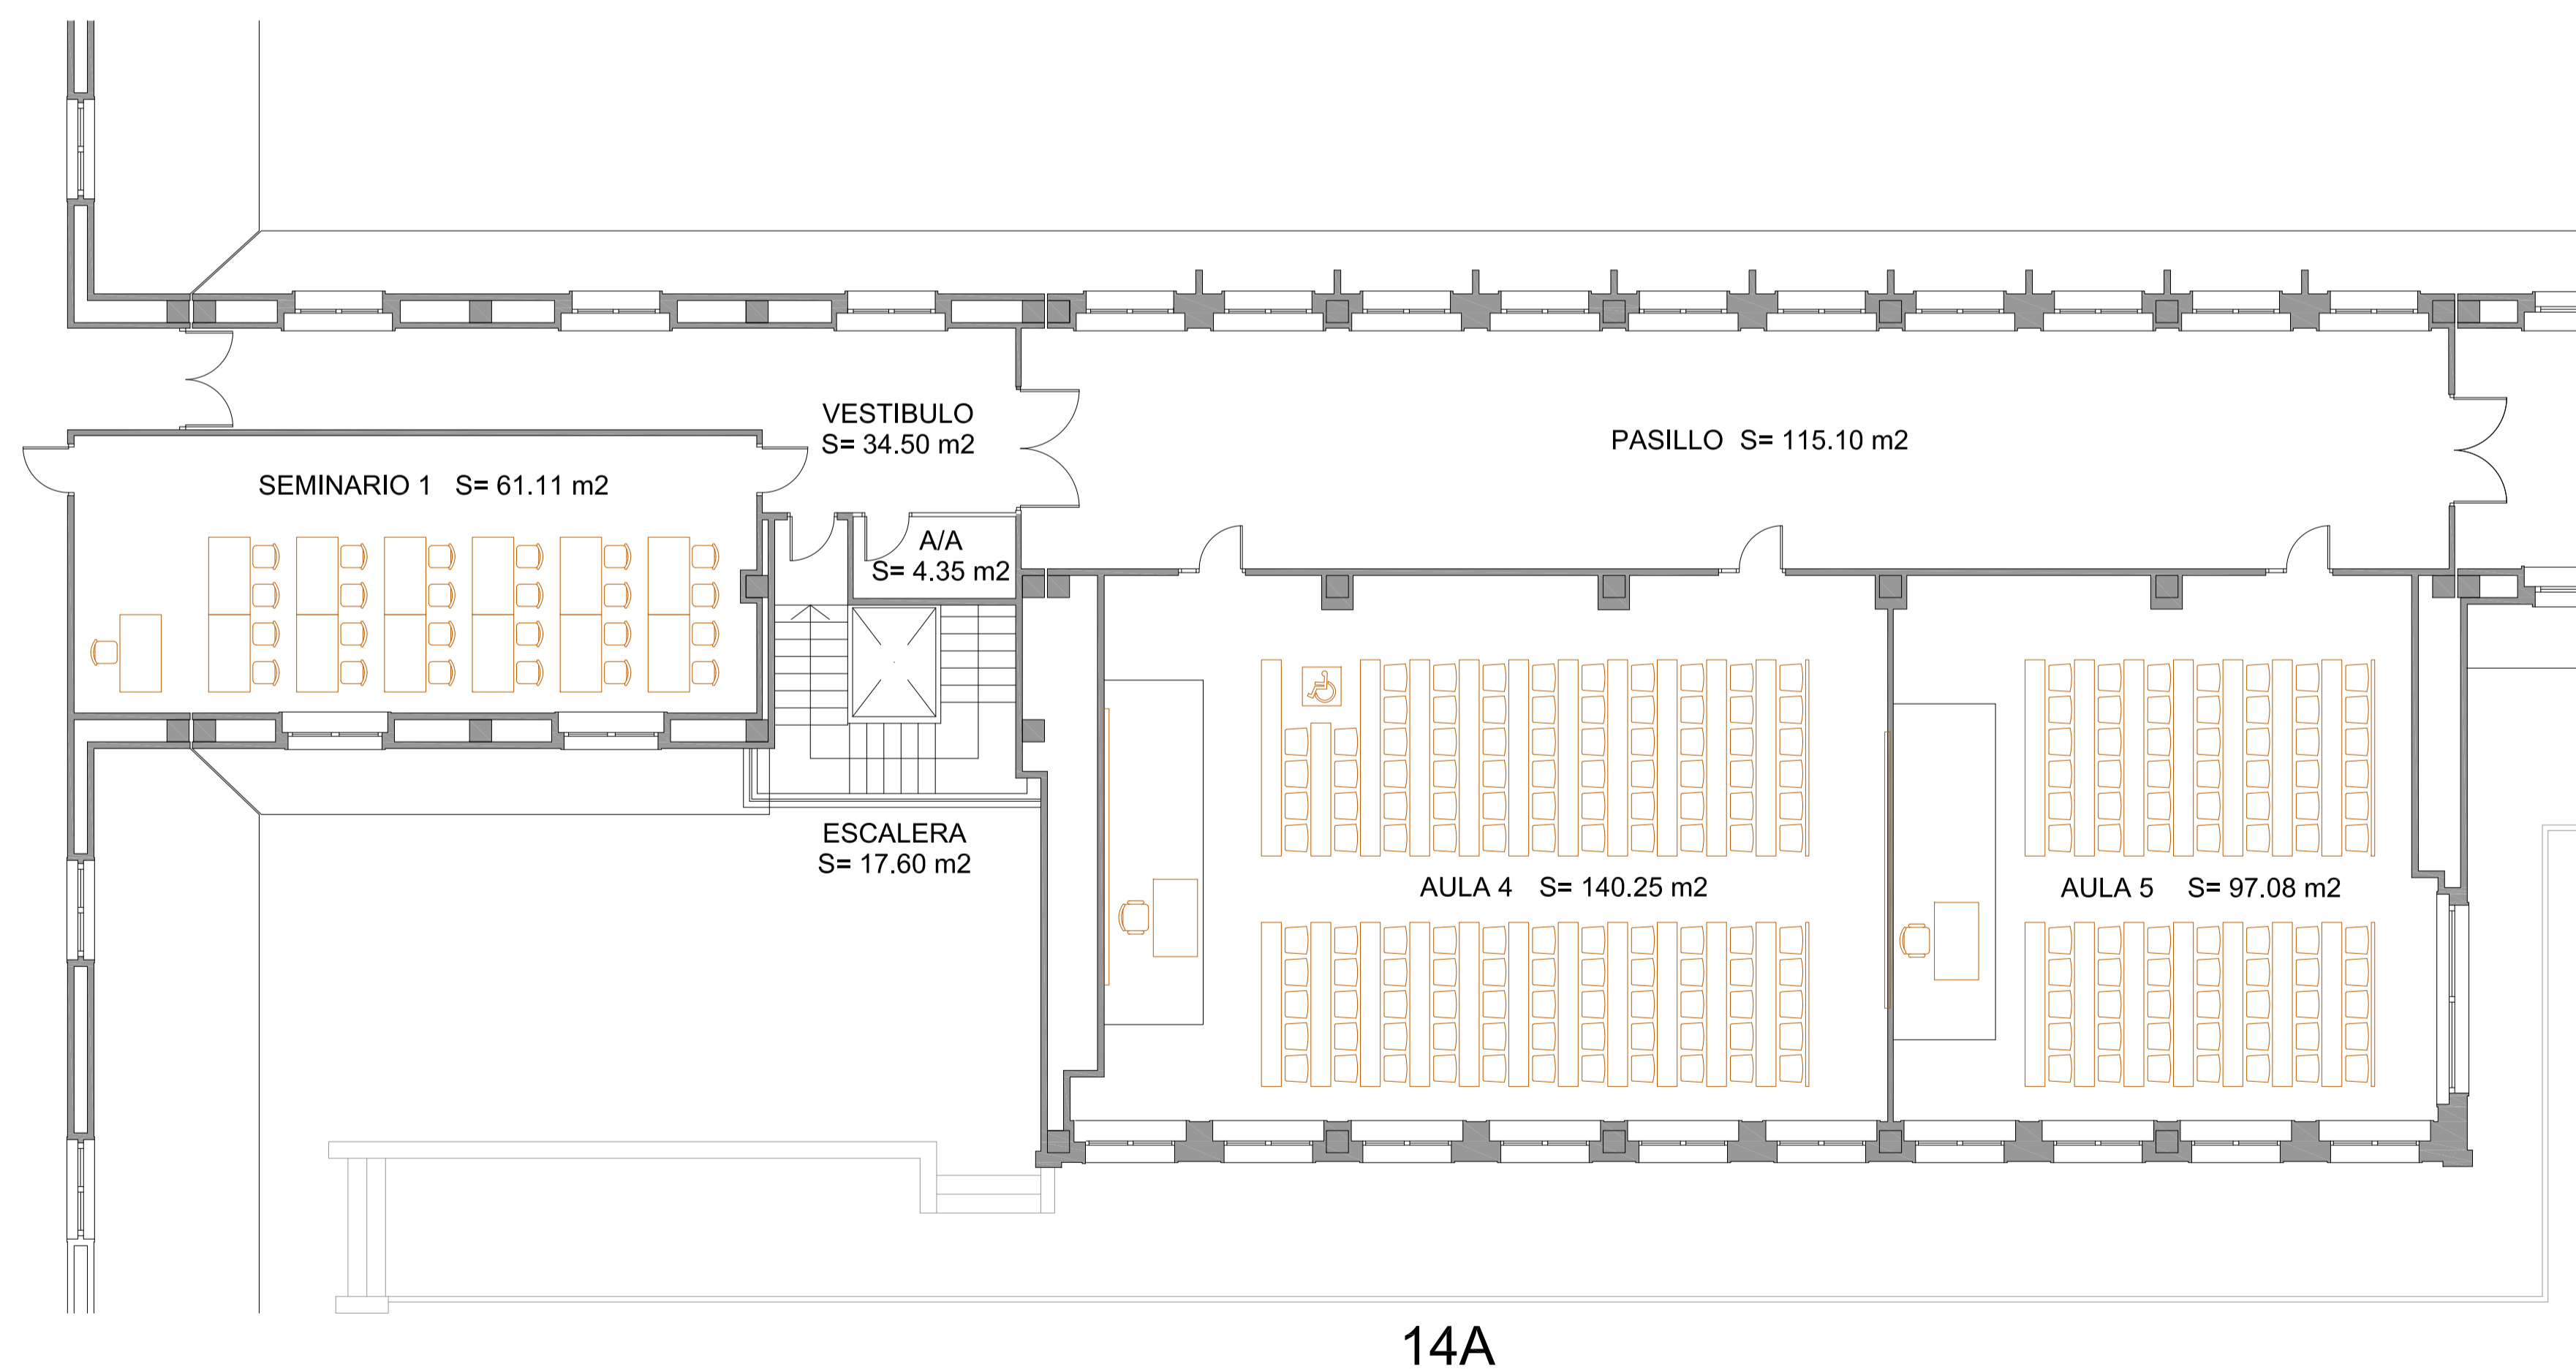 VESTIBULO
S= 34.50 m2
PASILLO S= 115.10 m2
SEMINARIO 1 S= 61.11 m2
A/A
S= 4.35 m2
ESCALERA
S= 17.60 m2
AULA 4 S= 140.25 m2
AULA 5 S= 97.08 m2
14A